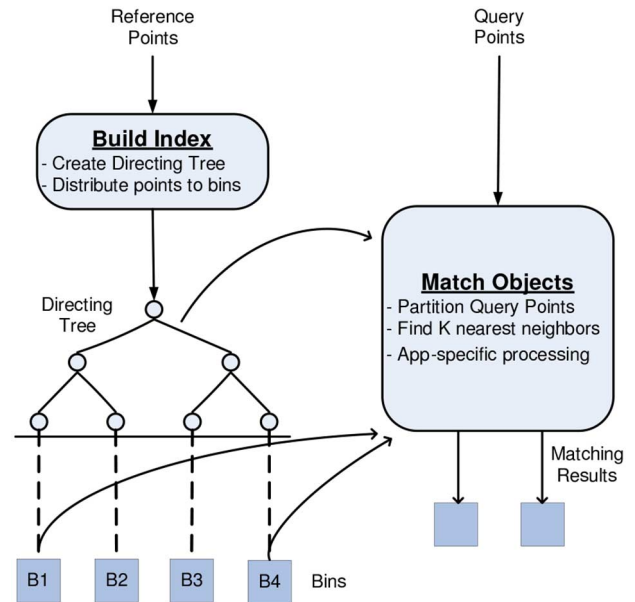 Reference
Points
Query
Points
Build Index
- Create Directing Tree
- Distribute points to bins
Match Objects
- Partition Query Points
- Find K nearest neighbors
- App-specific processing
Directing
Tree
Matching
Results
B1
B2
B3
B4
Bins